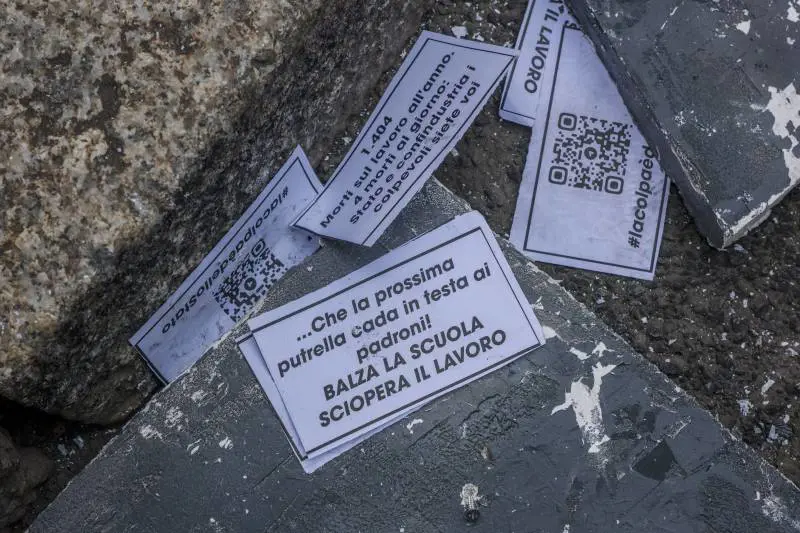 À IL LAVORO
1.404
Morti sul lavoro all'anno.
4 morti al giorno:
stato e confindustria i
colpevoli siete voi
#lacolpaèdellostato
#lacolpaèd
...Che la prossima
putrella cada in testa ai
padroni!
BALZA LA SCUOLA
SCIOPERA IL LAVORO